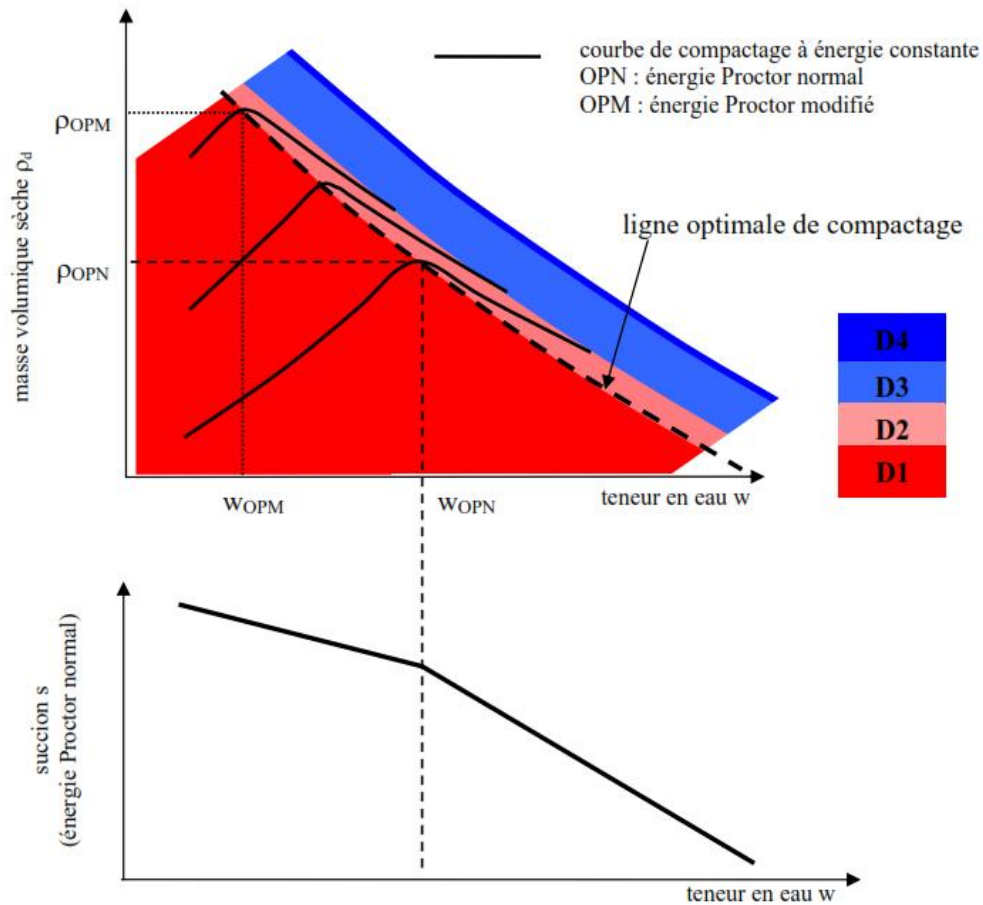 courbe de compactage à énergie constante
OPN : énergie Proctor normal
OPM : énergie Proctor modifié
ρOPM
masse volumique sèche ρd
ligne optimale de compactage
ρOPN
D4
D3
D2
D1
teneur en eau w
wOPM
wOPN
succion s
(énergie Proctor normal)
teneur en eau w